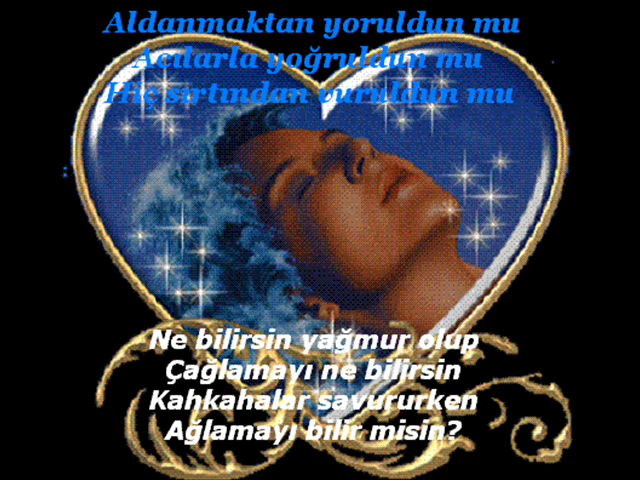 Aldanmaktan yoruldun mu
Acılarla yoğruldun mu
Hiç sırtından vuruldun mu
:
Ne bilirsin yağmur olup
Çağlamayı ne bilirsin
Kahkahalar savururken
Ağlamayı bilir misin?